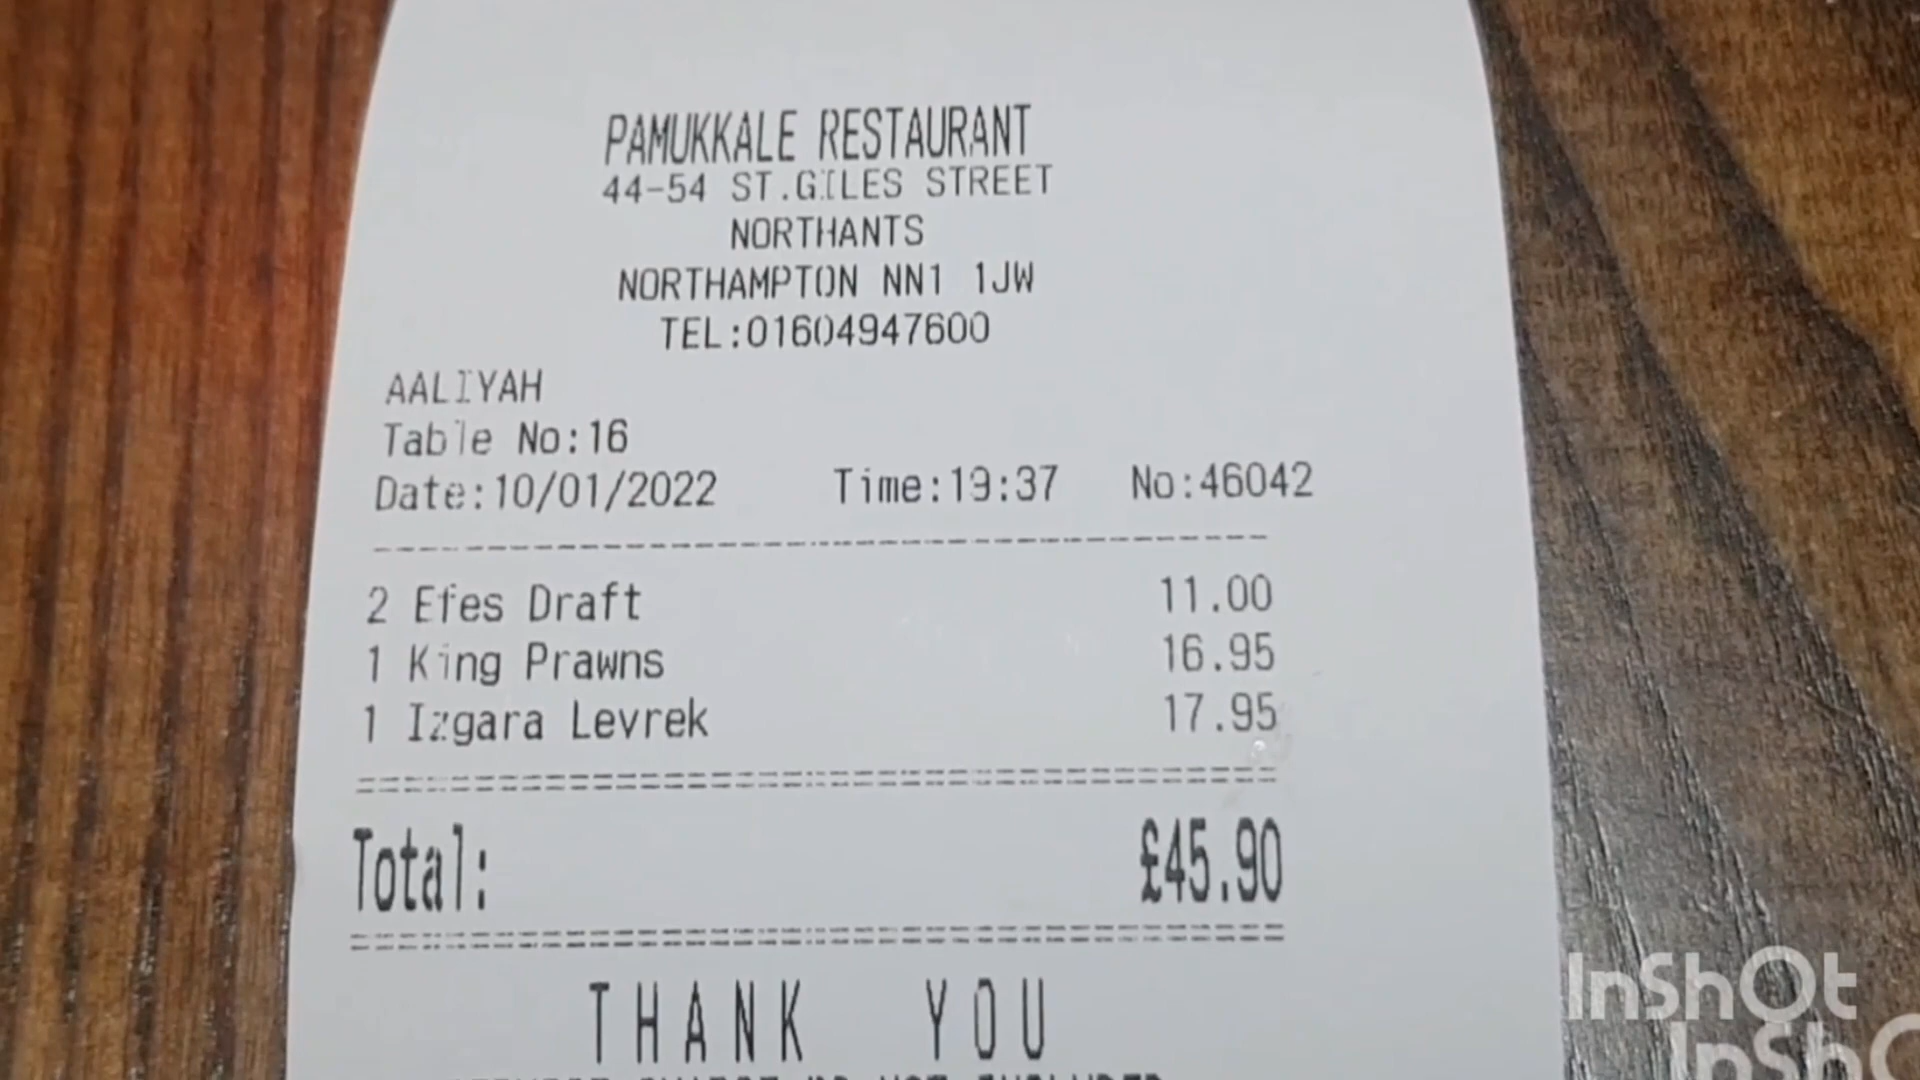 PAMUKKALE RESTAURANT
44-54 ST.GILES STREET
NORTHANTS
NORTHAMPTON NN1 1JW
TEL:01604947600
AALIYAH
Table No:16
Date:10/01/2022 Time:19:37 No:46042
2 Efes Draft 11.00
1 King Prawns 16.95
1 Izgara Levrek 17.95
Total: £45.90
THANK YOU
InShOt